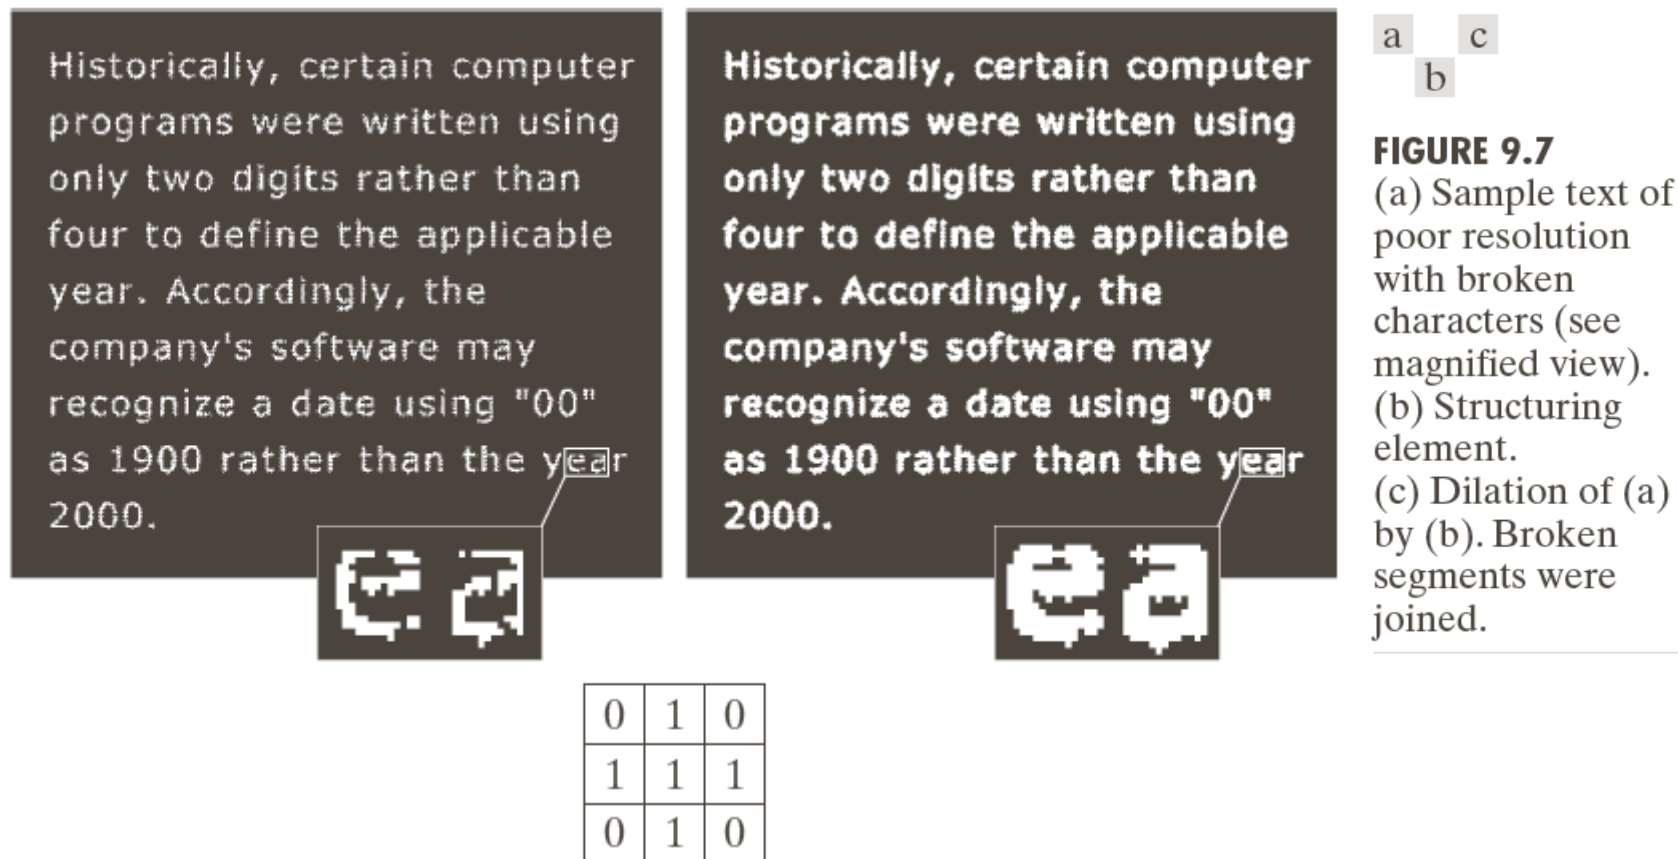 Historically, certain computer
programs were written using
only two digits rather than
four to define the applicable
year. Accordingly, the
company's software may
recognize a date using "00"
as 1900 rather than the year
2000.
e a
Historically, certain computer
programs were written using
only two digits rather than
four to define the applicable
year. Accordingly, the
company's software may
recognize a date using "00"
as 1900 rather than the year
2000.
e a
0 1 0
1 1 1
0 1 0
a c
b
FIGURE 9.7
(a) Sample text of
poor resolution
with broken
characters (see
magnified view).
(b) Structuring
element.
(c) Dilation of (a)
by (b). Broken
segments were
joined.